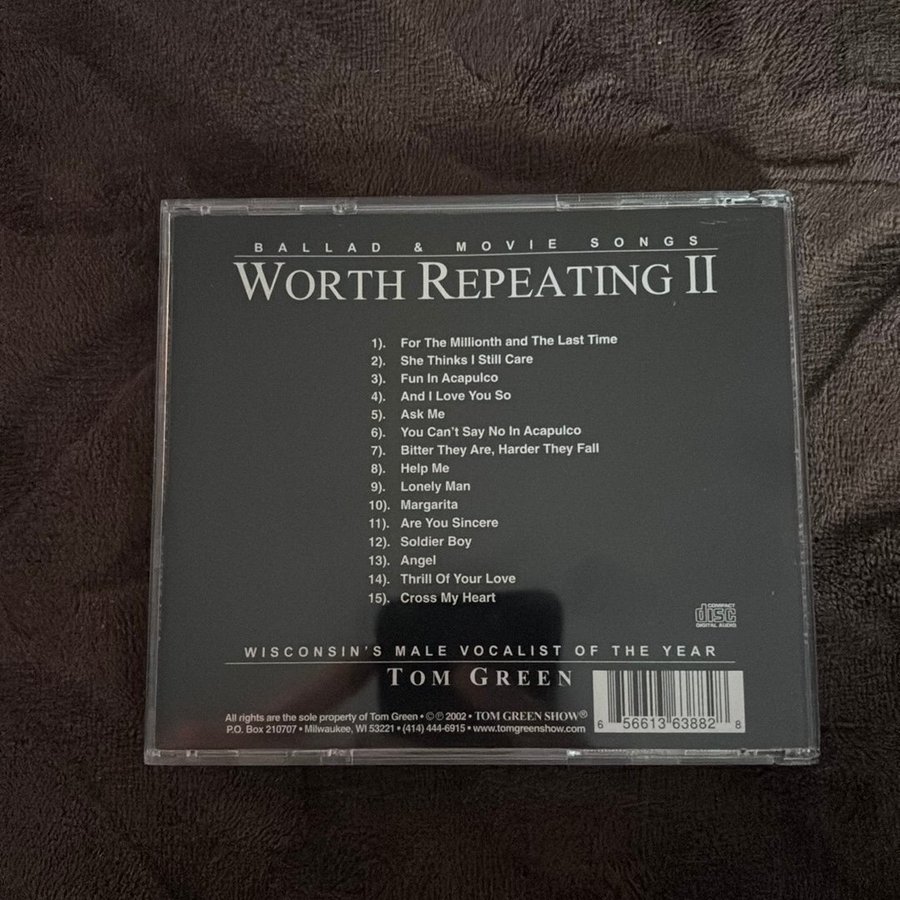 BALLAD & MOVIE SONGS
WORTH REPEATING II
1). For The Millionth and The Last Time
2). She Thinks I Still Care
3). Fun In Acapulco
4). And I Love You So
5). Ask Me
6). You Can't Say No In Acapulco
7). Bitter They Are, Harder They Fall
8). Help Me
9). Lonely Man
10). Margarita
11). Are You Sincere
12). Soldier Boy
13). Angel
14). Thrill Of Your Love
15). Cross My Heart
COMPACT
disc
DIGITAL AUDIO
WISCONSIN'S MALE VOCALIST OF THE YEAR
TOM GREEN
All rights are the sole property of Tom Green • © ℗ 2002 • TOM GREEN SHOW®
P.O. Box 210707 • Milwaukee, WI 53221 • (414) 444-6915 • www.tomgreenshow.com
6 56613 63882 8